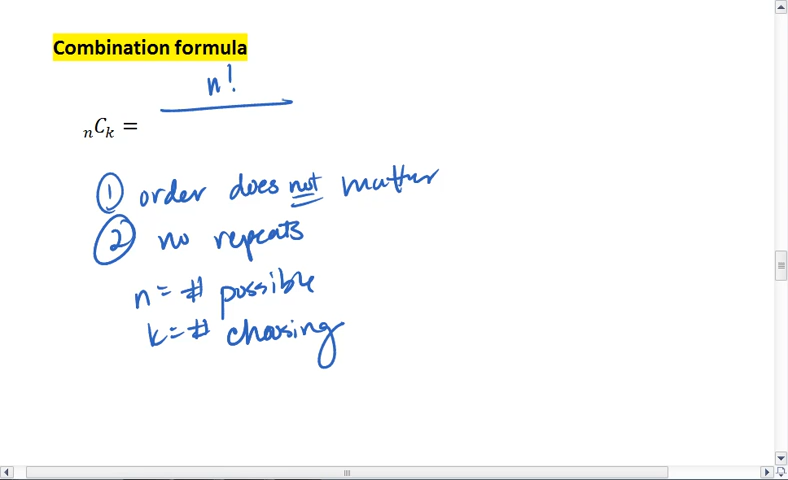 Combination formula
n!
nCk =
① order does not matter
② no repeats
n = # possible
k = # choosing